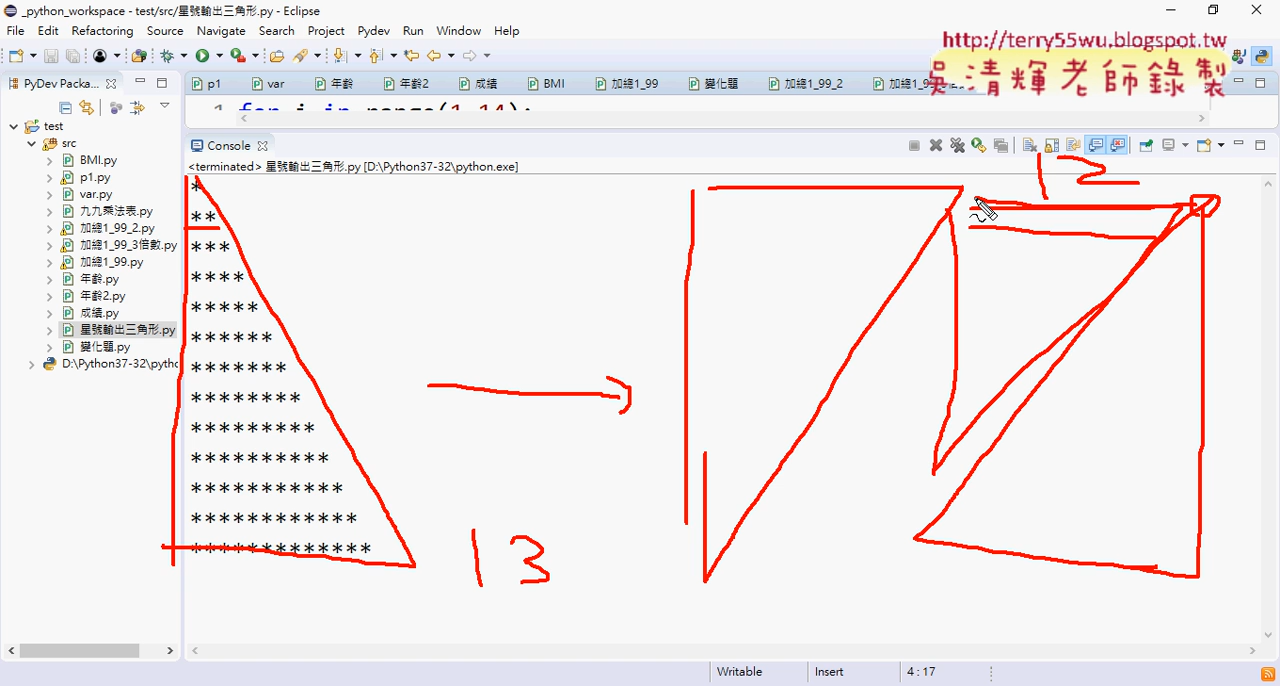 _python_workspace - test/src/星號輸出三角形.py - Eclipse
File Edit Refactoring Source Navigate Search Project Pydev Run Window Help
http://terry55wu.blogspot.tw
吳清輝老師錄製
PyDev Packa
p1 var 年齡 年齡2 成績 BMI 加總1_99 變化題 加總1_99_2
1 for i in range(1,14):
test
src
BMI.py
p1.py
var.py
九九乘法表.py
加總1_99_2.py
加總1_99_3倍數.py
加總1_99.py
年齡.py
年齡2.py
成績.py
星號輸出三角形.py
變化題.py
D:\Python37-32\pytho
Console
<terminated> 星號輸出三角形.py [D:\Python37-32\python.exe]
*
**
***
****
*****
******
*******
********
*********
**********
***********
************
*************
12
13
Writable Insert 4 : 17